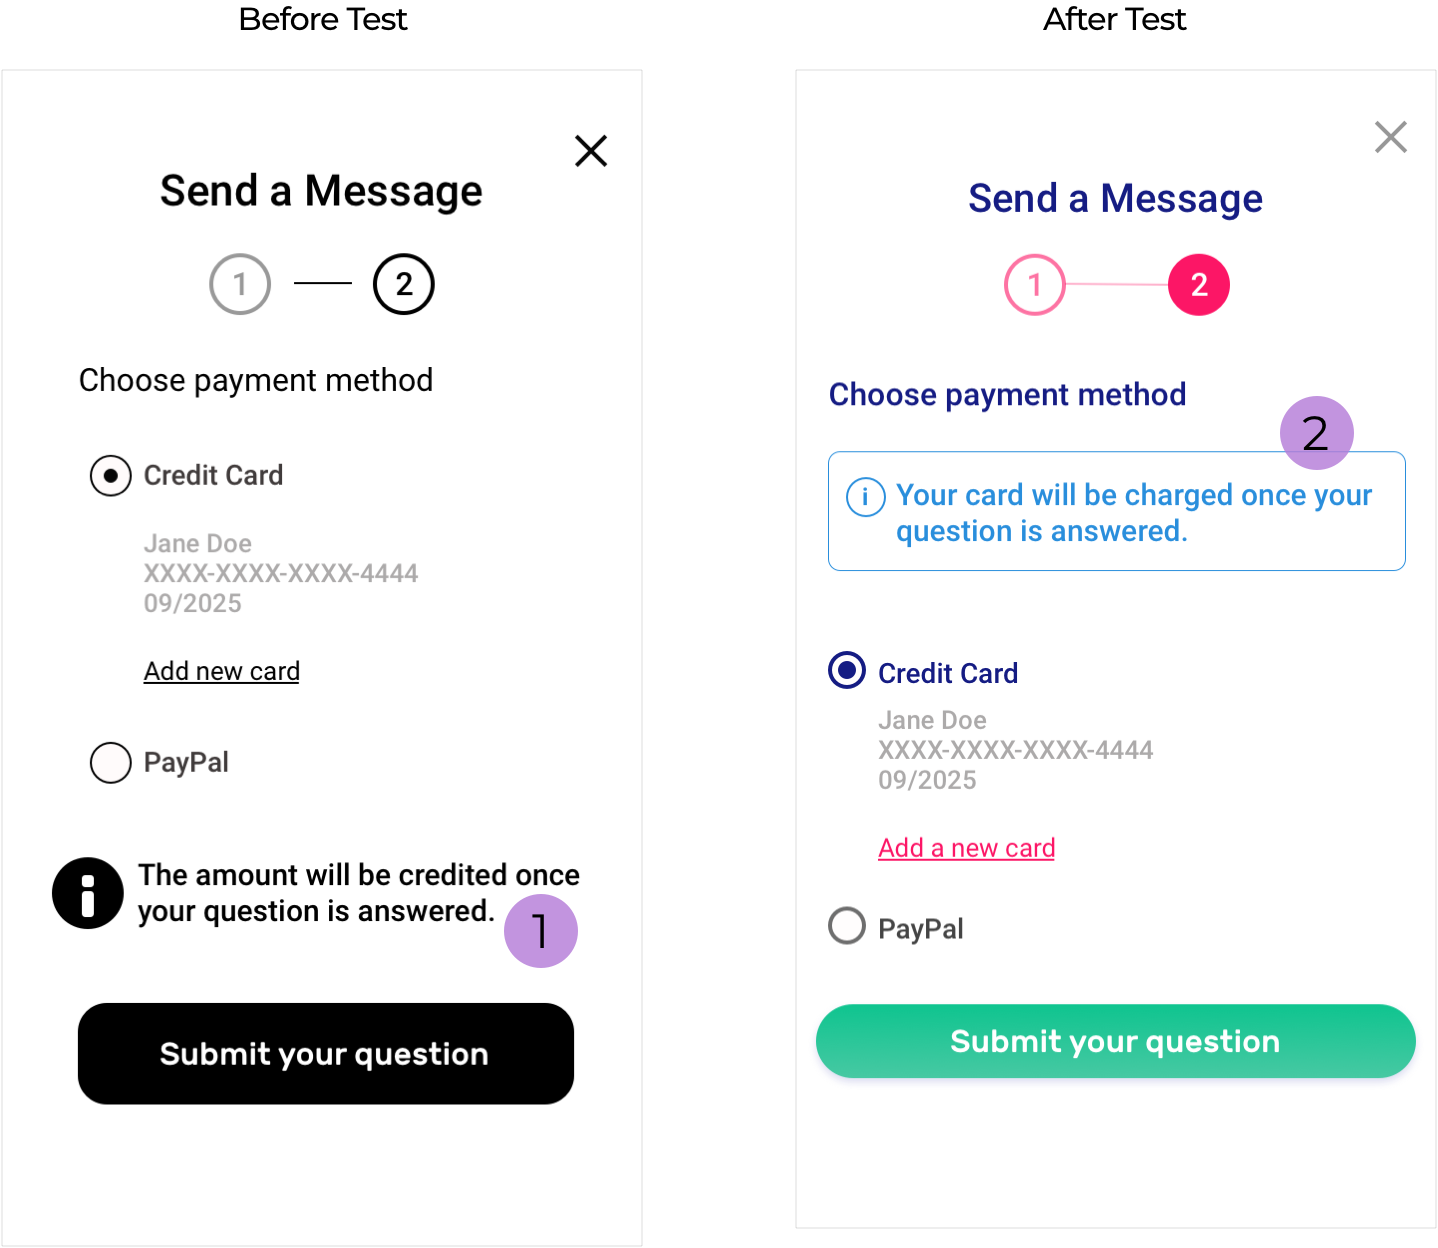 Before Test
Send a Message
1
2
Choose payment method
Credit Card
Jane Doe
XXXX-XXXX-XXXX-4444
09/2025
Add new card
PayPal
i
The amount will be credited once
your question is answered.
1
Submit your question
After Test
Send a Message
1
2
Choose payment method
2
i
Your card will be charged once your
question is answered.
Credit Card
Jane Doe
XXXX-XXXX-XXXX-4444
09/2025
Add a new card
PayPal
Submit your question